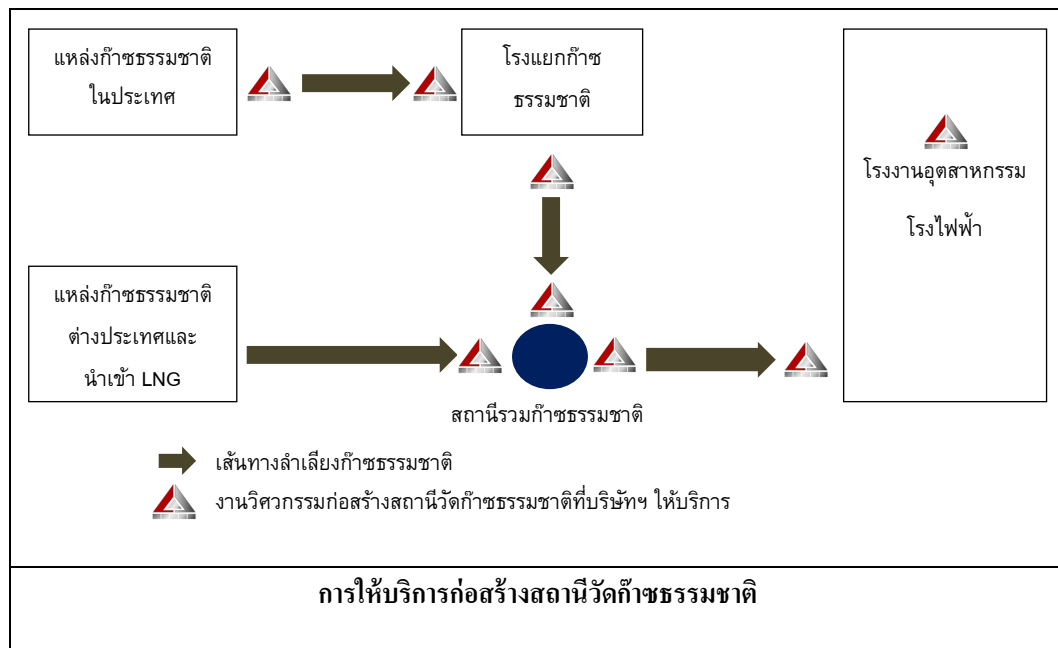 แหล่งก๊าซธรรมชาติ
ในประเทศ
โรงแยกก๊าซ
ธรรมชาติ
โรงงานอุตสาหกรรม
โรงไฟฟ้า
แหล่งก๊าซธรรมชาติ
ต่างประเทศและ
นำเข้า LNG
สถานีรวมก๊าซธรรมชาติ
เส้นทางลำเลียงก๊าซธรรมชาติ
งานวิศวกรรมก่อสร้างสถานีวัดก๊าซธรรมชาติที่บริษัทฯ ให้บริการ
การให้บริการก่อสร้างสถานีวัดก๊าซธรรมชาติ